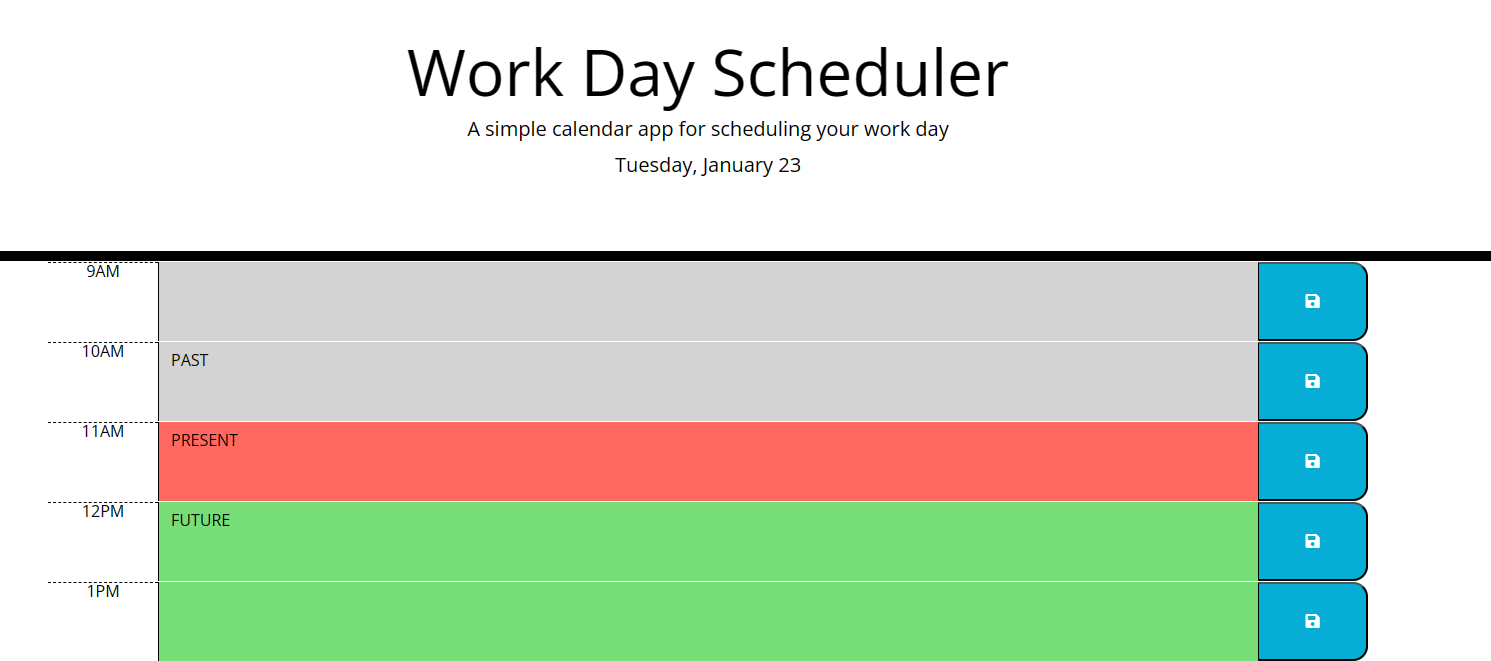 Work Day Scheduler
A simple calendar app for scheduling your work day
Tuesday, January 23
9AM
10AM
PAST
11AM
PRESENT
12PM
FUTURE
1PM